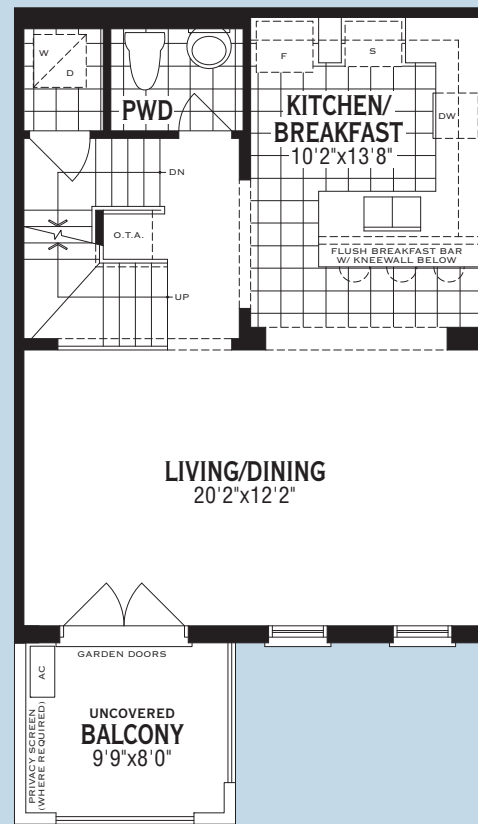 W
D
PWD
F
S
KITCHEN/
BREAKFAST
10'2"x13'8"
DW
DN
O.T.A.
FLUSH BREAKFAST BAR
W/ KNEEWALL BELOW
UP
LIVING/DINING
20'2"x12'2"
GARDEN DOORS
AC
PRIVACY SCREEN
(WHERE REQUIRED)
UNCOVERED
BALCONY
9'9"x8'0"